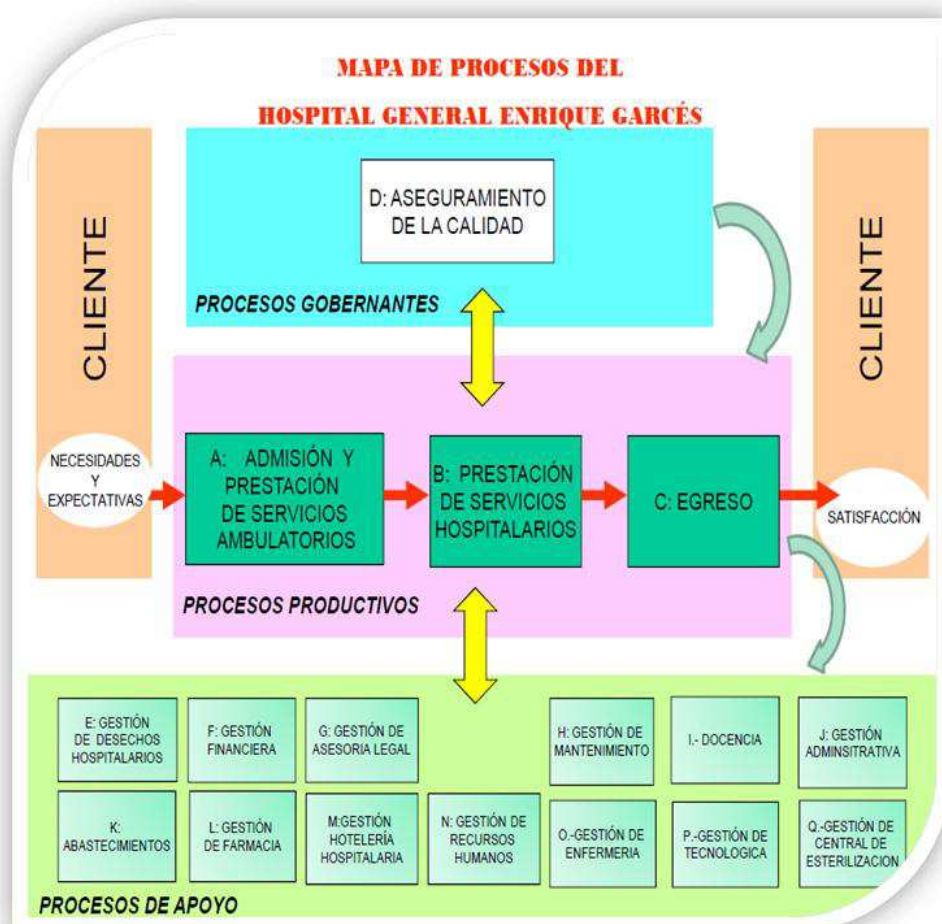 MAPA DE PROCESOS DEL
HOSPITAL GENERAL ENRIQUE GARCÉS
CLIENTE
D: ASEGURAMIENTO
DE LA CALIDAD
PROCESOS GOBERNANTES
CLIENTE
NECESIDADES
Y
EXPECTATIVAS
A: ADMISIÓN Y
PRESTACIÓN
DE SERVICIOS
AMBULATORIOS
B: PRESTACIÓN
DE SERVICIOS
HOSPITALARIOS
C: EGRESO
SATISFACCIÓN
PROCESOS PRODUCTIVOS
E: GESTIÓN
DE DESECHOS
HOSPITALARIOS
F: GESTIÓN
FINANCIERA
G: GESTIÓN DE
ASESORIA LEGAL
H: GESTIÓN DE
MANTENIMIENTO
I.- DOCENCIA
J: GESTIÓN
ADMINSITRATIVA
K:
ABASTECIMIENTOS
L: GESTIÓN
DE FARMACIA
M:GESTIÓN
HOTELERÍA
HOSPITALARIA
N: GESTIÓN DE
RECURSOS
HUMANOS
O.-GESTIÓN DE
ENFERMERIA
P.-GESTIÓN DE
TECNOLOGICA
Q.-GESTIÓN DE
CENTRAL DE
ESTERILIZACION
PROCESOS DE APOYO